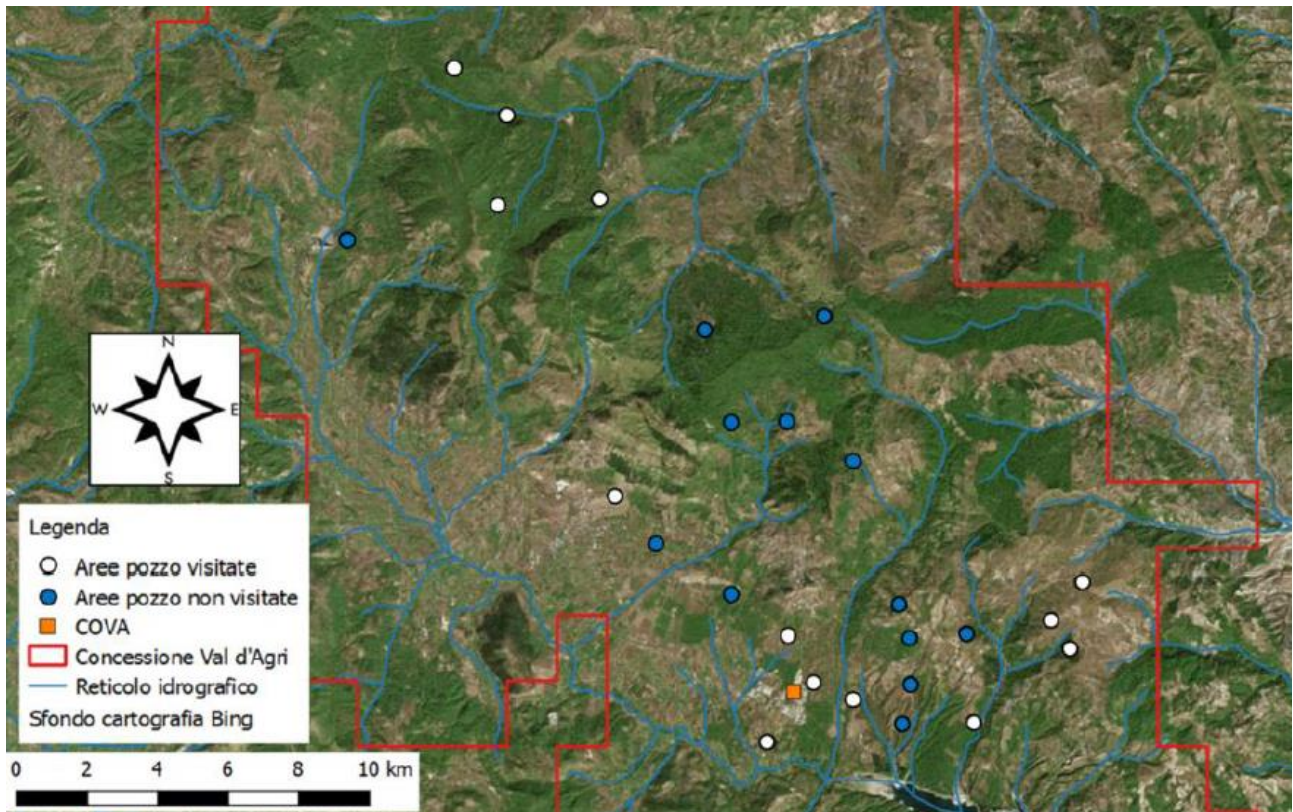 N
W E
S
Legenda
Aree pozzo visitate
Aree pozzo non visitate
COVA
Concessione Val d'Agri
Reticolo idrografico
Sfondo cartografia Bing
0 2 4 6 8 10 km